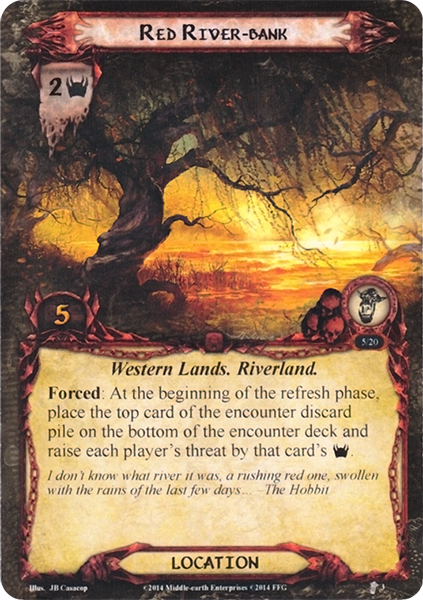 RED RIVER-BANK
2
5
5/20
Western Lands. Riverland.
Forced: At the beginning of the refresh phase,
place the top card of the encounter discard
pile on the bottom of the encounter deck and
raise each player's threat by that card's
I don't know what river it was, a rushing red one, swollen
with the rains of the last few days... –The Hobbit
LOCATION
Illus. JB Casacop ©2014 Middle-earth Enterprises ©2014 FFG 3